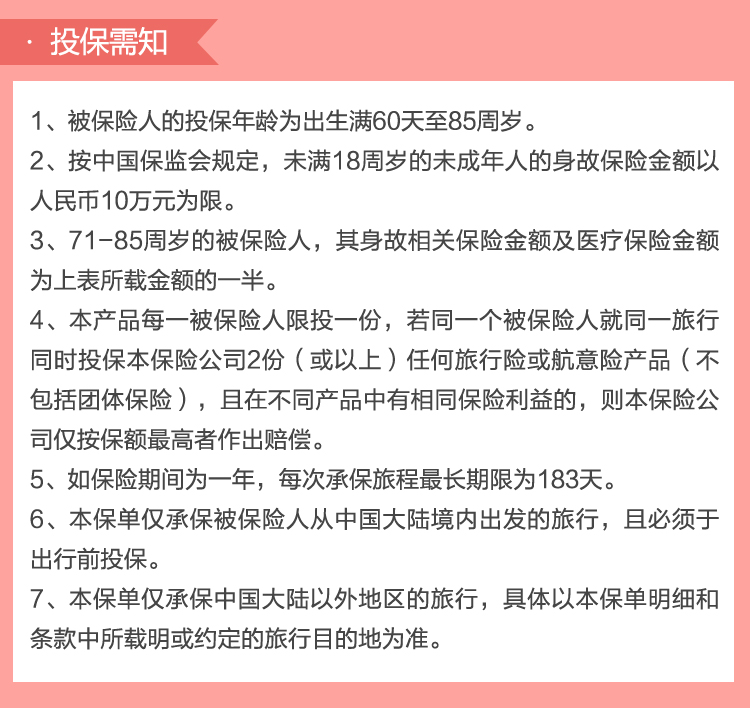 · 投保需知
1、被保险人的投保年龄为出生满60天至85周岁。
2、按中国保监会规定，未满18周岁的未成年人的身故保险金额以
人民币10万元为限。
3、71-85周岁的被保险人，其身故相关保险金额及医疗保险金额
为上表所载金额的一半。
4、本产品每一被保险人限投一份，若同一个被保险人就同一旅行
同时投保本保险公司2份（或以上）任何旅行险或航意险产品（不
包括团体保险），且在不同产品中有相同保险利益的，则本保险公
司仅按保额最高者作出赔偿。
5、如保险期间为一年，每次承保旅程最长期限为183天。
6、本保单仅承保被保险人从中国大陆境内出发的旅行，且必须于
出行前投保。
7、本保单仅承保中国大陆以外地区的旅行，具体以本保单明细和
条款中所载明或约定的旅行目的地为准。